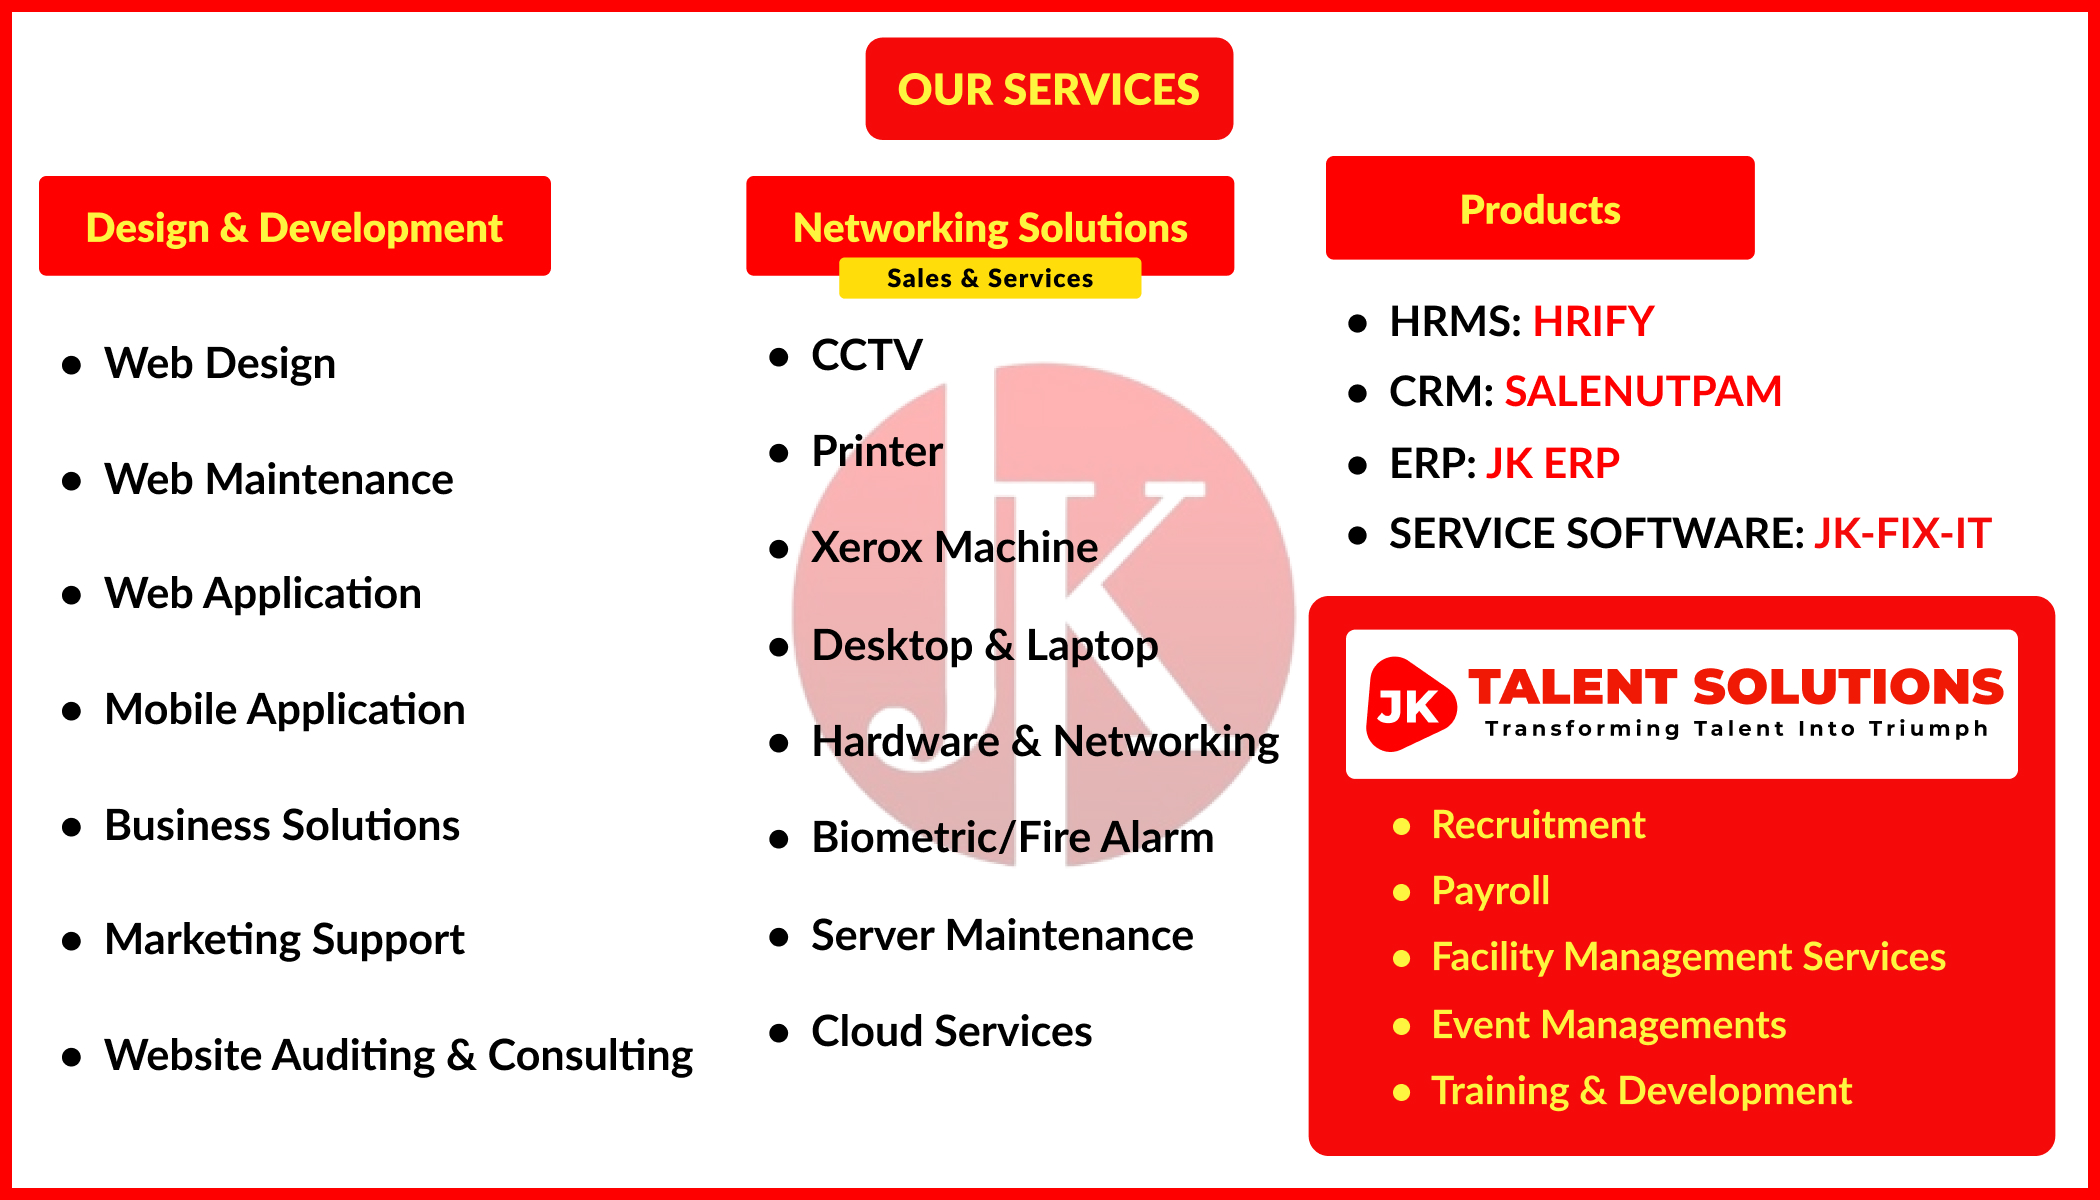 OUR SERVICES
Design & Development
• Web Design
• Web Maintenance
• Web Application
• Mobile Application
• Business Solutions
• Marketing Support
• Website Auditing & Consulting
Networking Solutions
Sales & Services
• CCTV
• Printer
• Xerox Machine
• Desktop & Laptop
• Hardware & Networking
• Biometric/Fire Alarm
• Server Maintenance
• Cloud Services
JK
Products
• HRMS: HRIFY
• CRM: SALENUTPAM
• ERP: JK ERP
• SERVICE SOFTWARE: JK-FIX-IT
JK TALENT SOLUTIONS
Transforming Talent Into Triumph
• Recruitment
• Payroll
• Facility Management Services
• Event Managements
• Training & Development